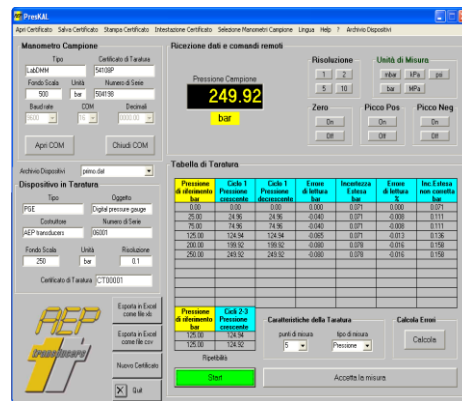 PresKAL
Apri Certificato Salva Certificato Stampa Certificato Intestazione Certificato Selezione Manometri Campione Lingua Help ? Archivio Dispositivi
Manometro Campione
Tipo Certificato di Taratura
LabDMM 54108P
Fondo Scala Unità Numero di Serie
500 bar 504198
Baud rate COM Decimali
9600 0000.00
Apri COM Chiudi COM
Archivio Dispositivi primo.dat
Dispositivo in Taratura
Tipo Oggetto
PSE Digital pressure gauge
Costruttore Numero di Serie
AEP transducers 06001
Fondo Scala Unità Risoluzione
250 bar 0.1
Certificato di Taratura CT00001
AEP
transducers
Esporta in Excel
come file xls
Esporta in Excel
come file csv
Nuovo Certificato
Quit
Ricezione dati e comandi remoti
Pressione Campione
249.92
bar
Risoluzione
1 2
5 10
Unità di Misura
mbar kPa psi
bar MPa
Zero Picco Pos Picco Neg
On On On
Off Off Off
Tabella di Taratura
Pressione Ciclo 1 Ciclo 1 Errore Incertezza Errore Inc.Estesa
di riferimento Pressione Pressione di lettura Estesa di lettura non corretta
bar crescente decrescente bar bar % bar
0.00 0.00 0.00 0.000 0.071 0.000 0.071
25.00 24.96 24.96 -0.040 0.071 -0.008 0.111
75.00 74.96 74.96 -0.040 0.071 -0.008 0.111
125.00 124.94 124.94 -0.065 0.071 -0.013 0.136
200.00 199.92 199.92 -0.080 0.070 -0.016 0.150
250.00 249.92 249.92 -0.080 0.078 -0.016 0.158
Pressione Cicli 2-3
di riferimento Pressione
bar crescente
125.00 124.94
125.00 124.92
Ripetibilità
Caratteristiche della Taratura
punti di misura tipo di misura
5 Pressione
Calcola Errori
Calcola
Start Accetta la misura